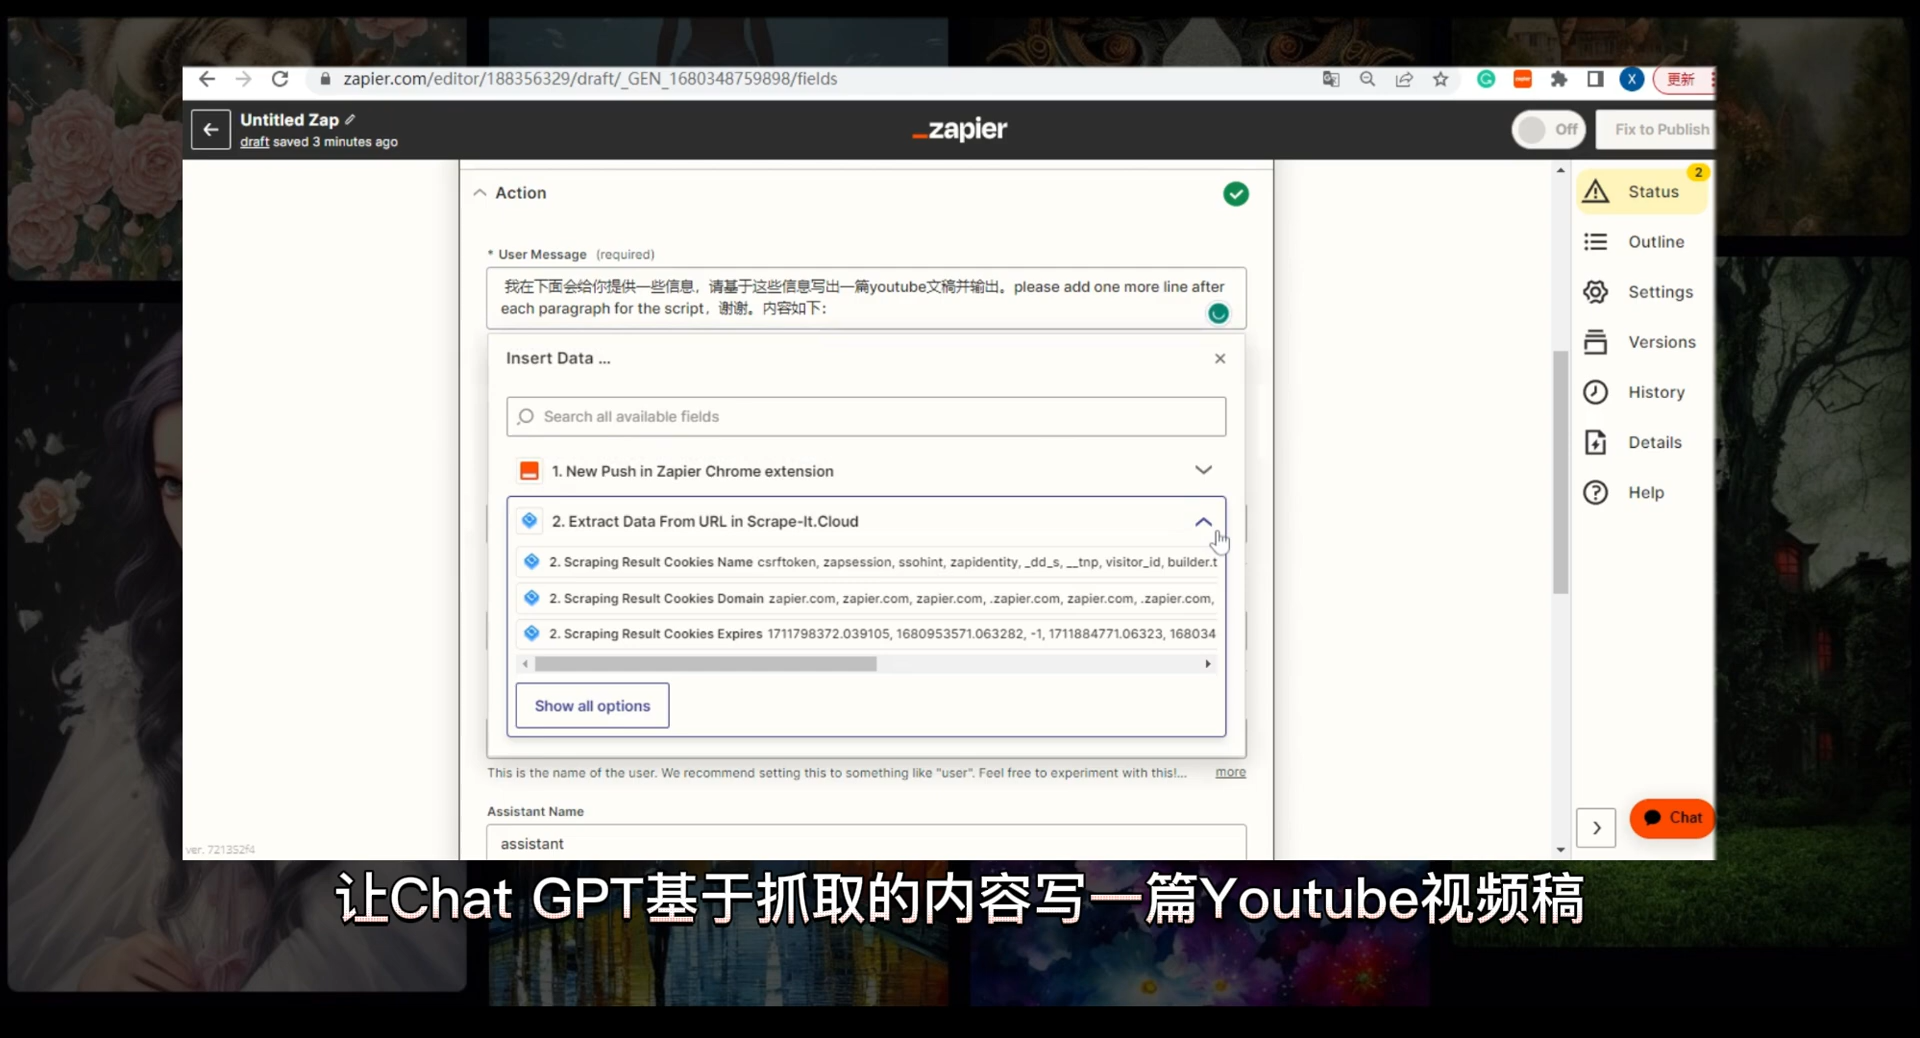 zapier.com/editor/188356329/draft/_GEN_1680348759898/fields
X
更新
Untitled Zap
draft saved 3 minutes ago
_zapier
Off
Fix to Publish
Action
* User Message (required)
我在下面会给你提供一些信息，请基于这些信息写出一篇youtube文稿并输出。please add one more line after
each paragraph for the script，谢谢。内容如下：
Insert Data ...
Search all available fields
1. New Push in Zapier Chrome extension
2. Extract Data From URL in Scrape-It.Cloud
2. Scraping Result Cookies Name csrftoken, zapsession, ssohint, zapidentity, _dd_s, __tnp, visitor_id, builder.t
2. Scraping Result Cookies Domain zapier.com, zapier.com, zapier.com, .zapier.com, zapier.com, .zapier.com,
2. Scraping Result Cookies Expires 1711798372.039105, 1680953571.063282, -1, 1711884771.06323, 168034
Show all options
This is the name of the user. We recommend setting this to something like "user". Feel free to experiment with this!...
more
Assistant Name
assistant
2
Status
Outline
Settings
Versions
History
Details
Help
Chat
ver. 721352f4
让Chat GPT基于抓取的内容写一篇Youtube视频稿